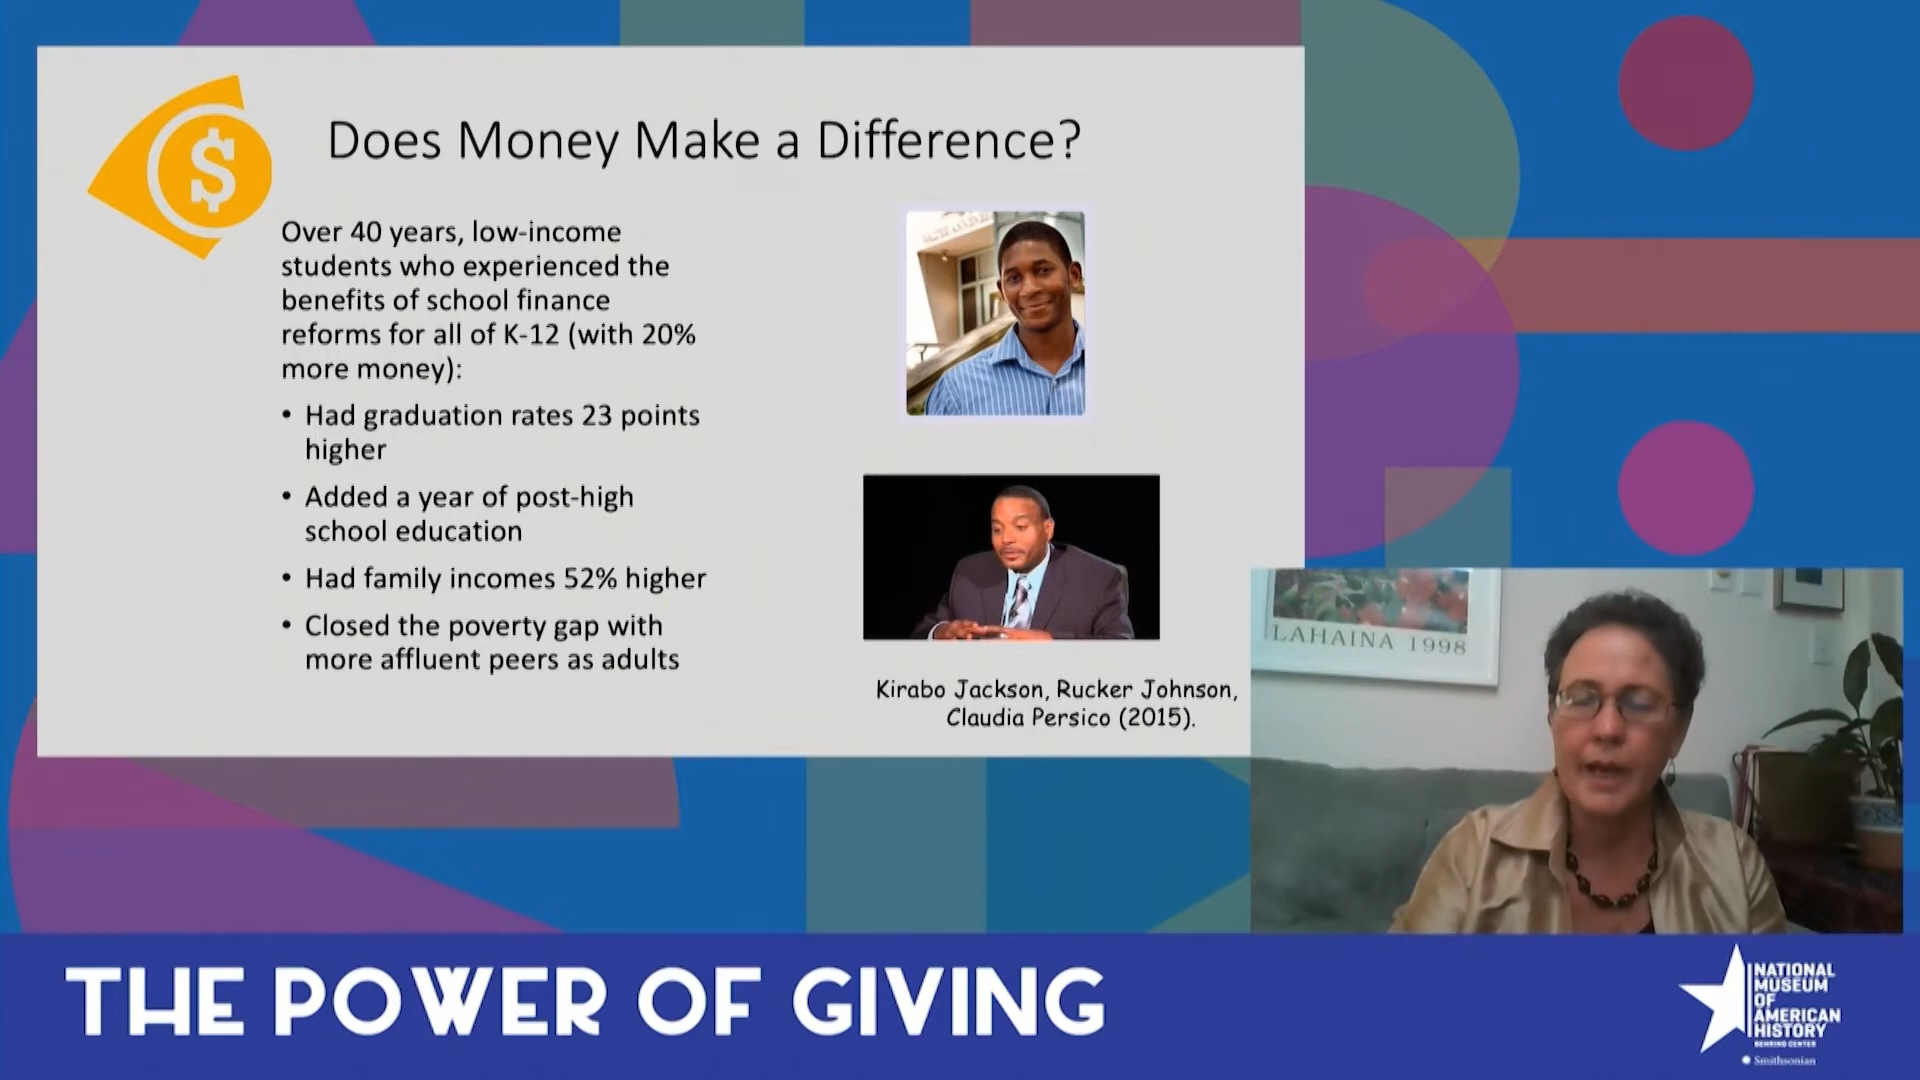 Does Money Make a Difference?
$
Over 40 years, low-income
students who experienced the
benefits of school finance
reforms for all of K-12 (with 20%
more money):
• Had graduation rates 23 points
higher
• Added a year of post-high
school education
• Had family incomes 52% higher
• Closed the poverty gap with
more affluent peers as adults
Kirabo Jackson, Rucker Johnson,
Claudia Persico (2015).
LAHAINA 1998
THE POWER OF GIVING
NATIONAL
MUSEUM
OF
AMERICAN
HISTORY
BEHRING CENTER
Smithsonian